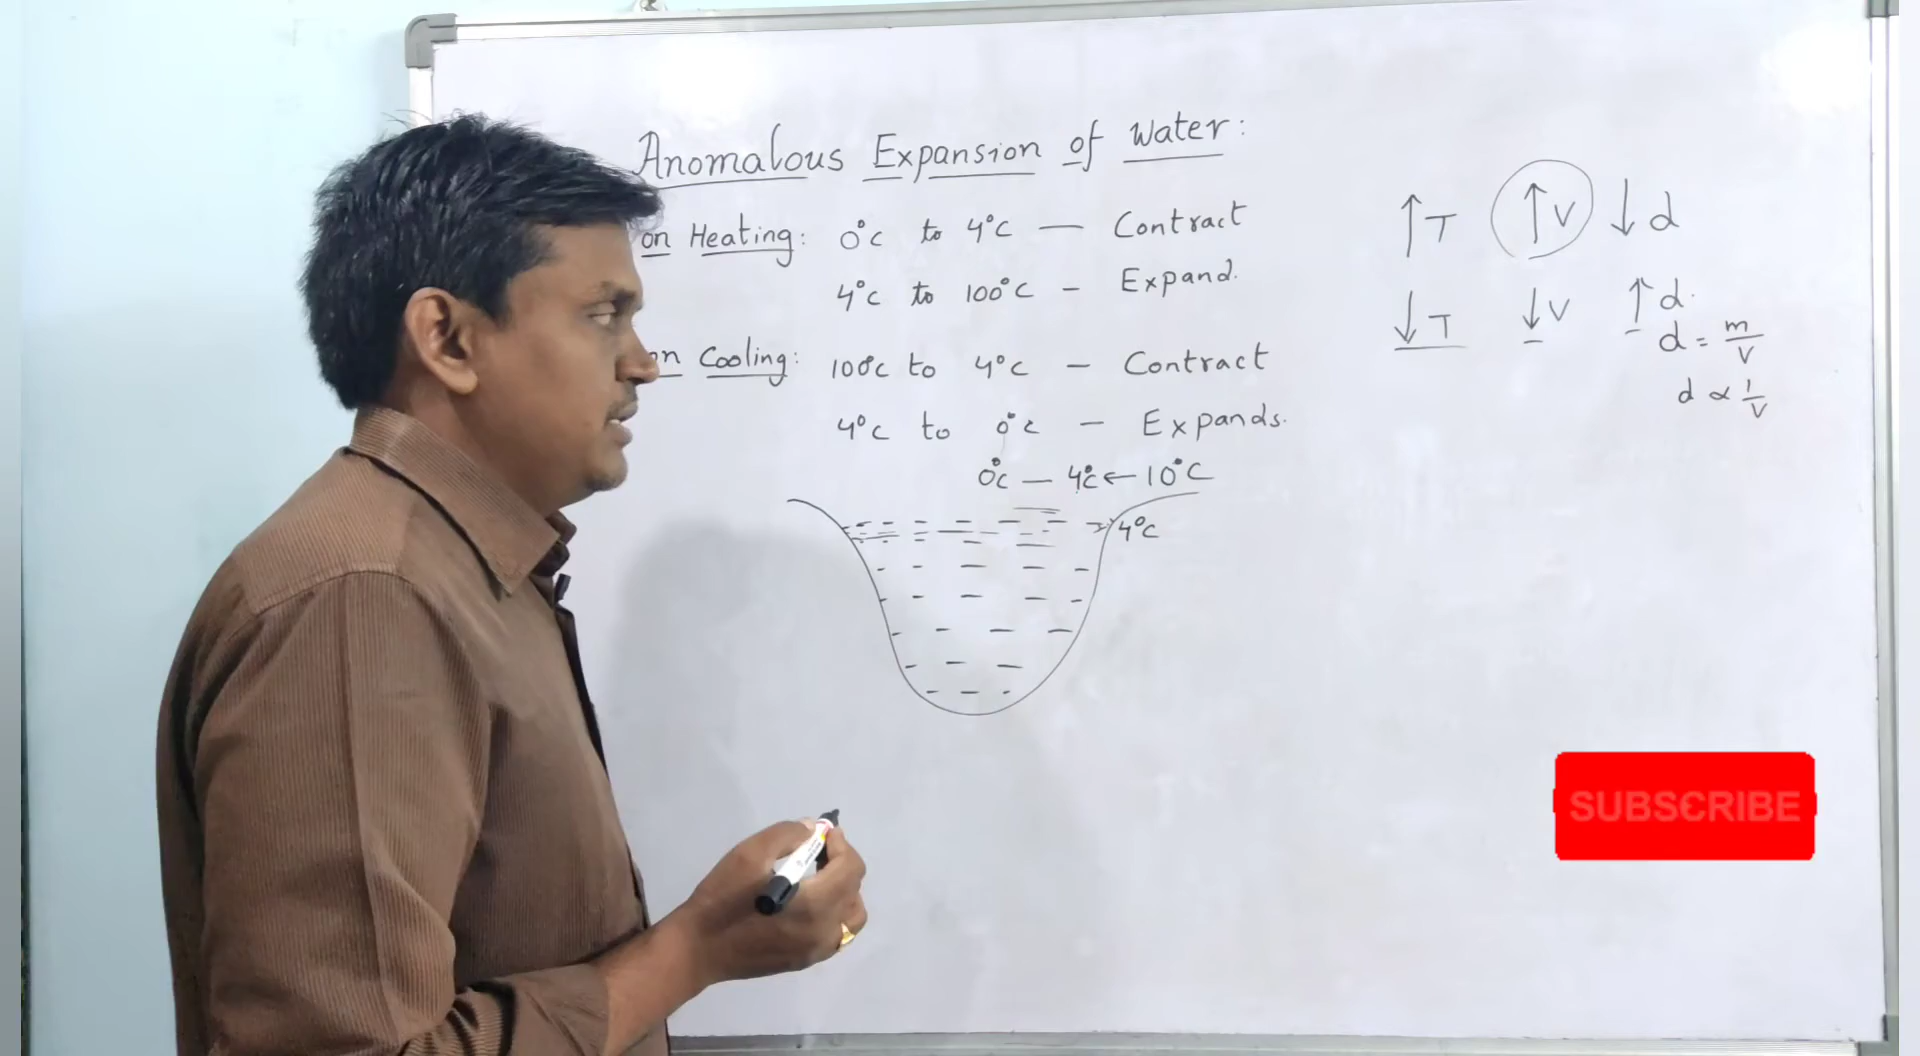 Anomalous Expansion of Water:
on Heating: 0°C to 4°C — Contract
4°C to 100°C - Expand.
on Cooling: 100°C to 4°C - Contract
4°C to 0°C - Expands.
0°C — 4°C ← 10°C
4°C
↑T ↑V ↓d
↓T ↓V ↑d.
d = m/V
d ∝ 1/V
SUBSCRIBE